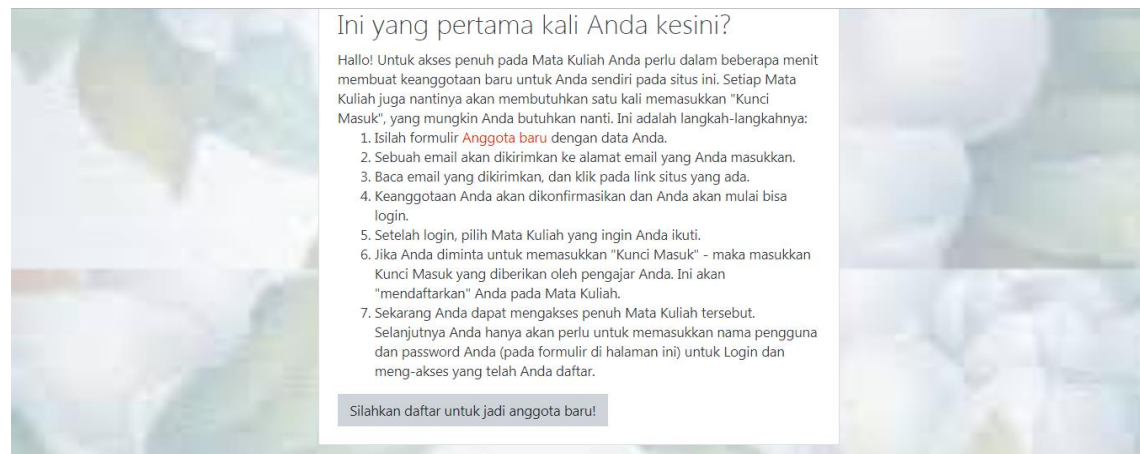 Ini yang pertama kali Anda kesini?
Hallo! Untuk akses penuh pada Mata Kuliah Anda perlu dalam beberapa menit
membuat keanggotaan baru untuk Anda sendiri pada situs ini. Setiap Mata
Kuliah juga nantinya akan membutuhkan satu kali memasukkan "Kunci
Masuk", yang mungkin Anda butuhkan nanti. Ini adalah langkah-langkahnya:
1. Isilah formulir Anggota baru dengan data Anda.
2. Sebuah email akan dikirimkan ke alamat email yang Anda masukkan.
3. Baca email yang dikirimkan, dan klik pada link situs yang ada.
4. Keanggotaan Anda akan dikonfirmasikan dan Anda akan mulai bisa
login.
5. Setelah login, pilih Mata Kuliah yang ingin Anda ikuti.
6. Jika Anda diminta untuk memasukkan "Kunci Masuk" - maka masukkan
Kunci Masuk yang diberikan oleh pengajar Anda. Ini akan
"mendaftarkan" Anda pada Mata Kuliah.
7. Sekarang Anda dapat mengakses penuh Mata Kuliah tersebut.
Selanjutnya Anda hanya akan perlu untuk memasukkan nama pengguna
dan password Anda (pada formulir di halaman ini) untuk Login dan
meng-akses yang telah Anda daftar.
Silahkan daftar untuk jadi anggota baru!